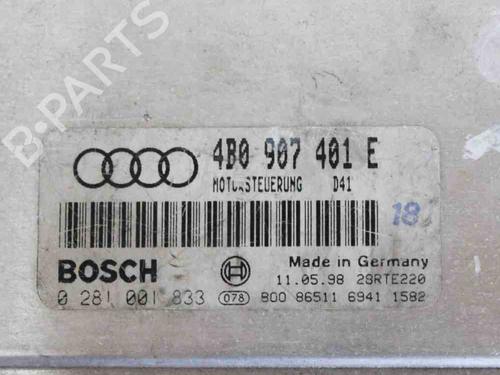 B-PARTS
4B0 907 401 E
MOTORSTEUERUNG D41
18
BOSCH
Made in Germany
11.05.98 28RTE220
0 281 001 833 078 800 86511 6941 1582